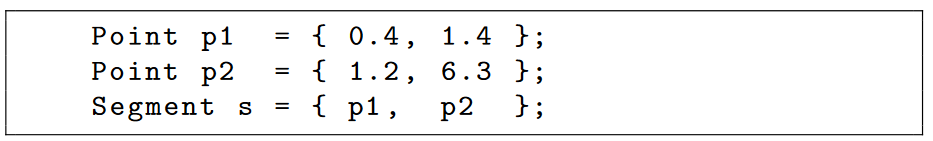 Point p1  = { 0.4, 1.4 };
Point p2  = { 1.2, 6.3 };
Segment s = { p1,  p2  };